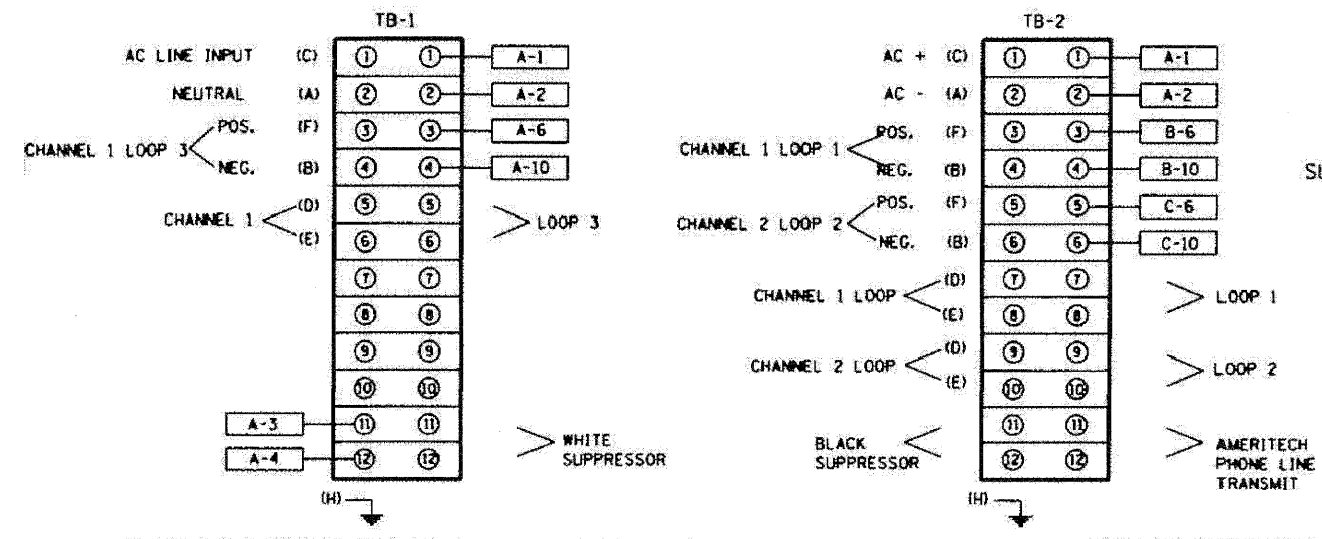 TB-1
AC LINE INPUT (C) 1 1 A-1
NEUTRAL (A) 2 2 A-2
CHANNEL 1 LOOP 3 POS. (F) 3 3 A-6
NEG. (B) 4 4 A-10
CHANNEL 1 (D) 5 5 LOOP 3
(E) 6 6
7 7
8 8
9 9
10 10
A-3 11 11 WHITE
A-4 12 12 SUPPRESSOR
(H)
TB-2
AC + (C) 1 1 A-1
AC - (A) 2 2 A-2
CHANNEL 1 LOOP 1 POS. (F) 3 3 B-6
NEG. (B) 4 4 B-10
CHANNEL 2 LOOP 2 POS. (F) 5 5 C-6
NEG. (B) 6 6 C-10
CHANNEL 1 LOOP (D) 7 7 LOOP 1
(E) 8 8
CHANNEL 2 LOOP (D) 9 9 LOOP 2
(E) 10 10
BLACK 11 11 AMERITECH
SUPPRESSOR 12 12 PHONE LINE
TRANSMIT
(H)